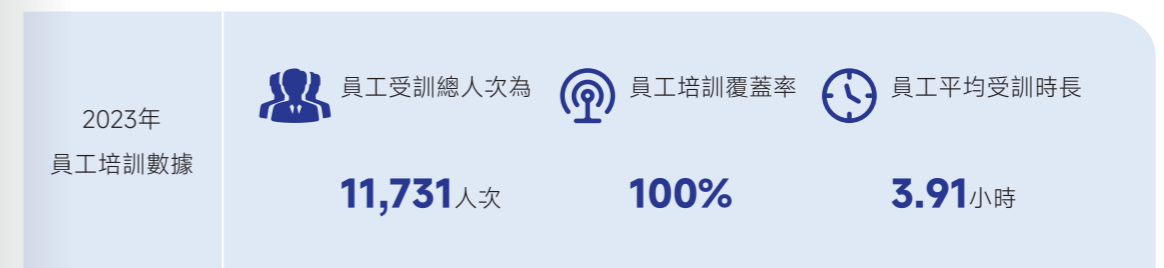 2023年
員工培訓數據
員工受訓總人次為
11,731人次
員工培訓覆蓋率
100%
員工平均受訓時長
3.91小時